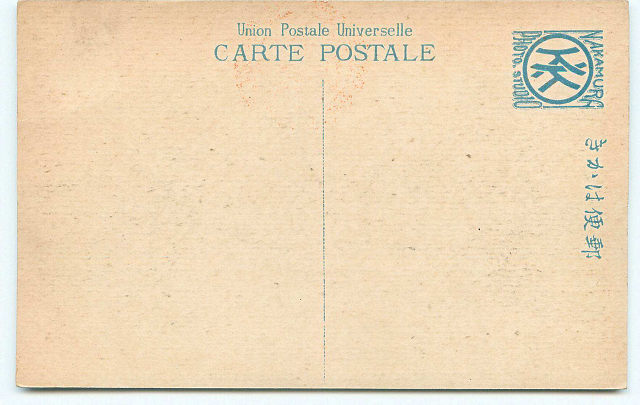 Union Postale Universelle
CARTE POSTALE
NAKAMURA
PHOTO-STUDIO
きかは便郵